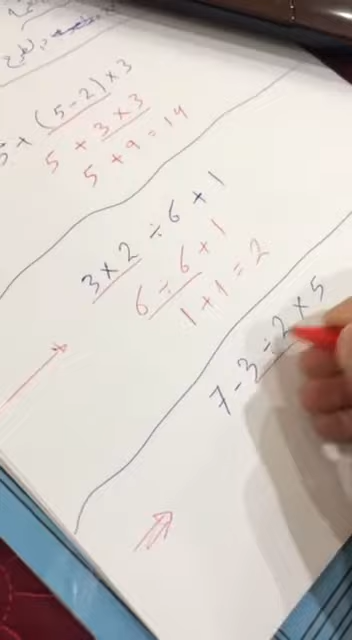 5 + (5-2) × 3
5 + 3 × 3
5 + 9 = 14
3 × 2 ÷ 6 + 1
6 ÷ 6 + 1
1 + 1 = 2
7 - 3 ÷ 2 × 5